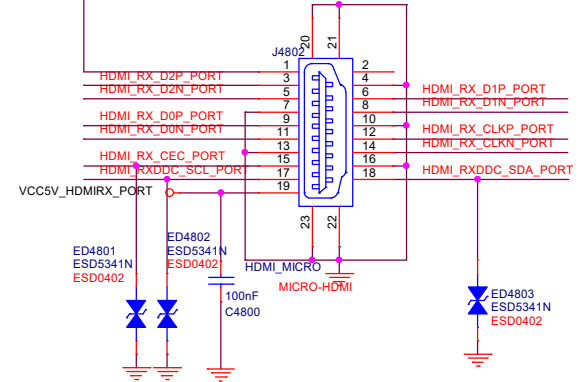 20
21
J4802
1
2
HDMI_RX_D2P_PORT
3
4
HDMI_RX_D2N_PORT
5
6
HDMI_RX_D1P_PORT
7
8
HDMI_RX_D1N_PORT
HDMI_RX_D0P_PORT
9
10
HDMI_RX_D0N_PORT
11
12
HDMI_RX_CLKP_PORT
13
14
HDMI_RX_CLKN_PORT
HDMI_RX_CEC_PORT
15
16
HDMI_RXDDC_SCL_PORT
17
18
HDMI_RXDDC_SDA_PORT
VCC5V_HDMIRX_PORT
19
23
22
ED4801
ESD5341N
ESD0402
ED4802
ESD5341N
ESD0402
HDMI_MICRO
MICRO-HDMI
100nF
C4800
ED4803
ESD5341N
ESD0402